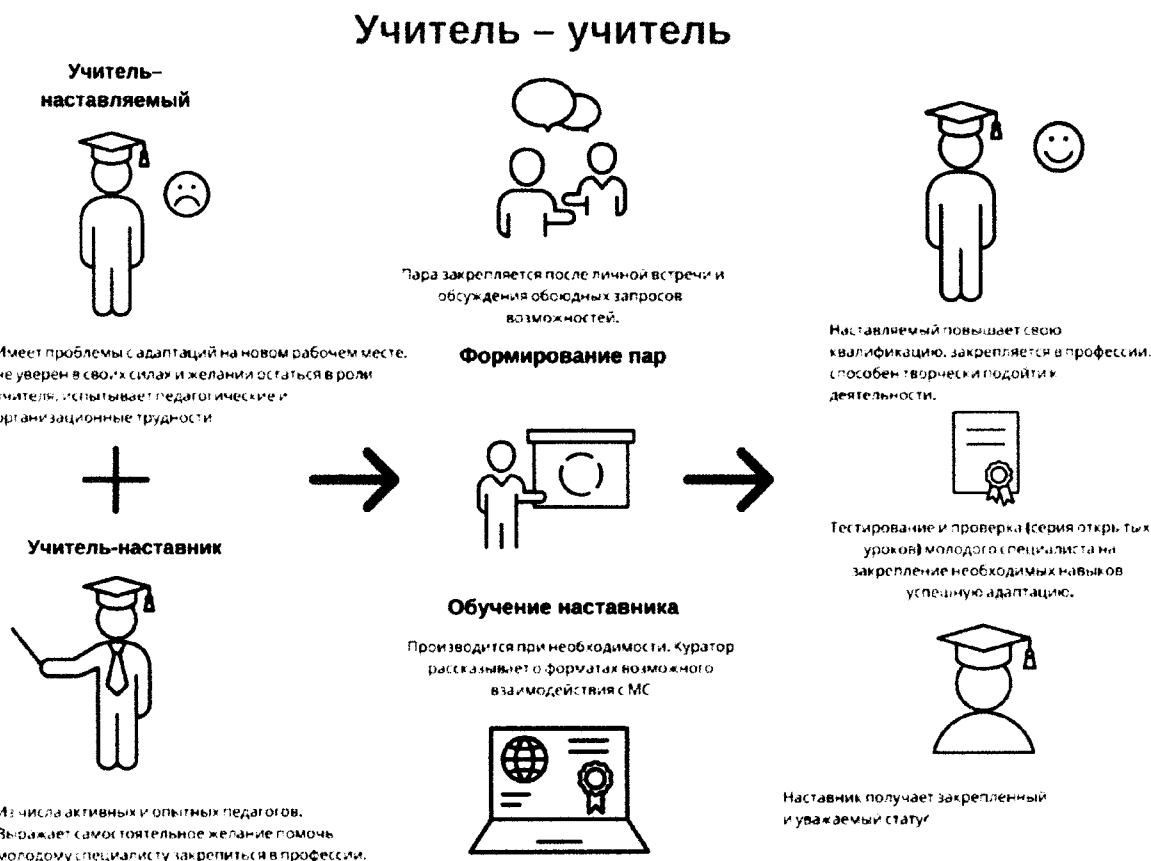 Учитель – учитель
Учитель–
наставляемый
Имеет проблемы с адаптаций на новом рабочем месте.
не уверен в своих силах и желании остаться в роли
учителя, испытывает педагогические и
организационные трудности
Учитель-наставник
Из числа активных и опытных педагогов.
Выражает самостоятельное желание помочь
молодому специалисту закрепиться в профессии.
Пара закрепляется после личной встречи и
обсуждения обоюдных запросов
возможностей.
Формирование пар
Обучение наставника
Производится при необходимости. Куратор
рассказывает о форматах возможного
взаимодействия с МС
Наставляемый повышает свою
квалификацию, закрепляется в профессии.
способен творчески подойти к
деятельности.
Тестирование и проверка (серия открытых
уроков) молодого специалиста на
закрепление необходимых навыков
успешную адаптацию.
Наставник получает закрепленный
и уважаемый статус